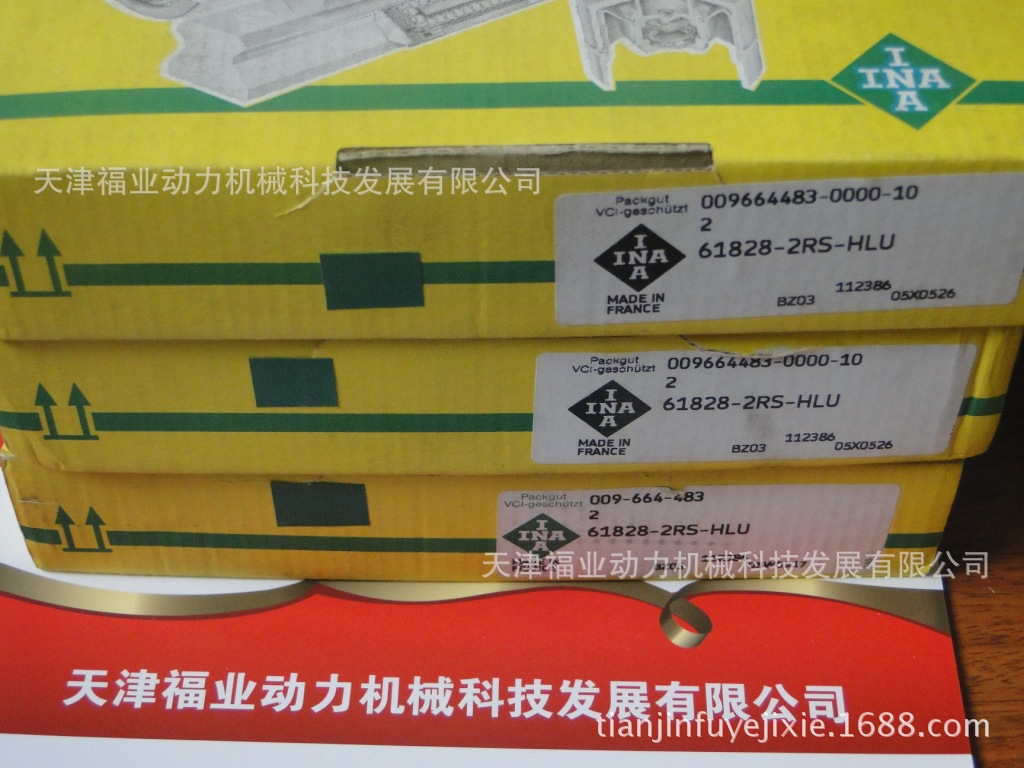 I
INA
A
天津福业动力机械科技发展有限公司
Packgut
VCI-geschützt
009664483-0000-10
2
I
INA
A
61828-2RS-HLU
MADE IN
FRANCE
BZ03
112386
05X0526
Packgut
VCI-geschützt
009664483-0000-10
2
I
INA
A
61828-2RS-HLU
MADE IN
FRANCE
BZ03
112386
05X0526
Packgut
VCI-geschützt
009-664-483
2
I
INA
A
61828-2RS-HLU
天津福业动力机械科技发展有限公司
天津福业动力机械科技发展有限公司
tianjinfuyejixie.1688.com